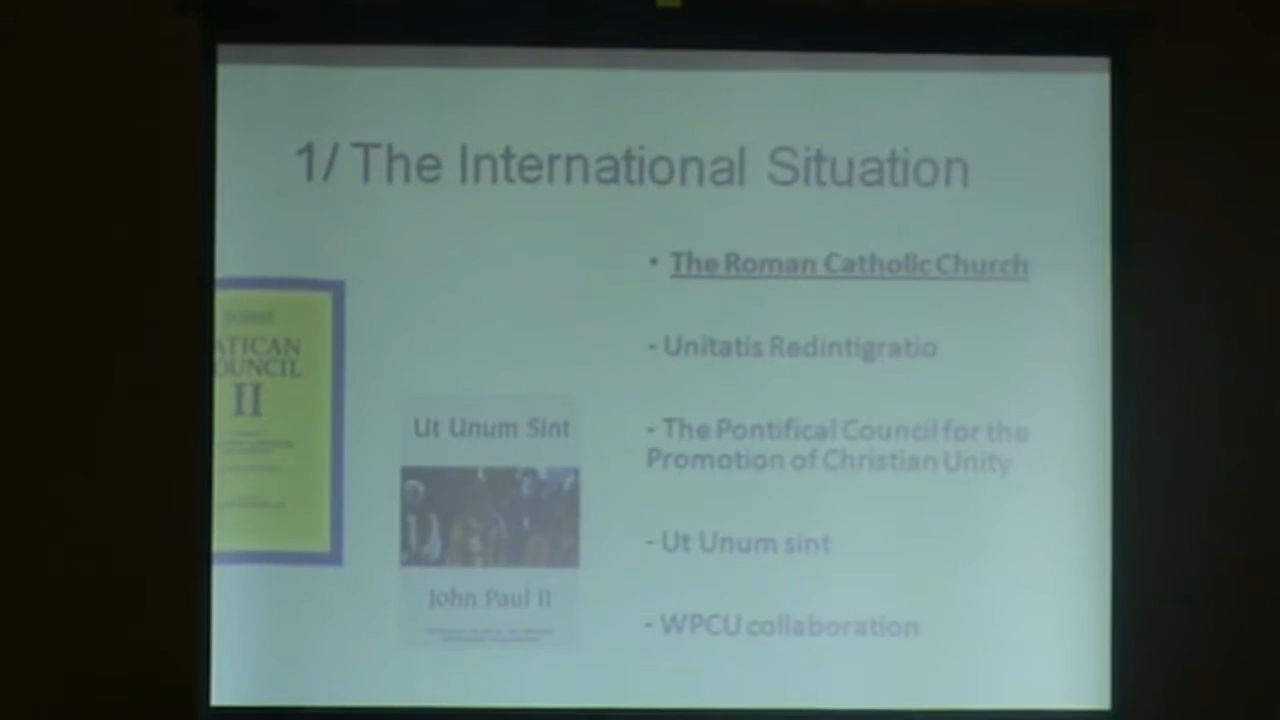 1/ The International Situation
• The Roman Catholic Church
- Unitatis Redintigratio
- The Pontifical Council for the
Promotion of Christian Unity
- Ut Unum sint
- WPCU collaboration
ATICAN
OUNCIL
II
Ut Unum Sint
John Paul II